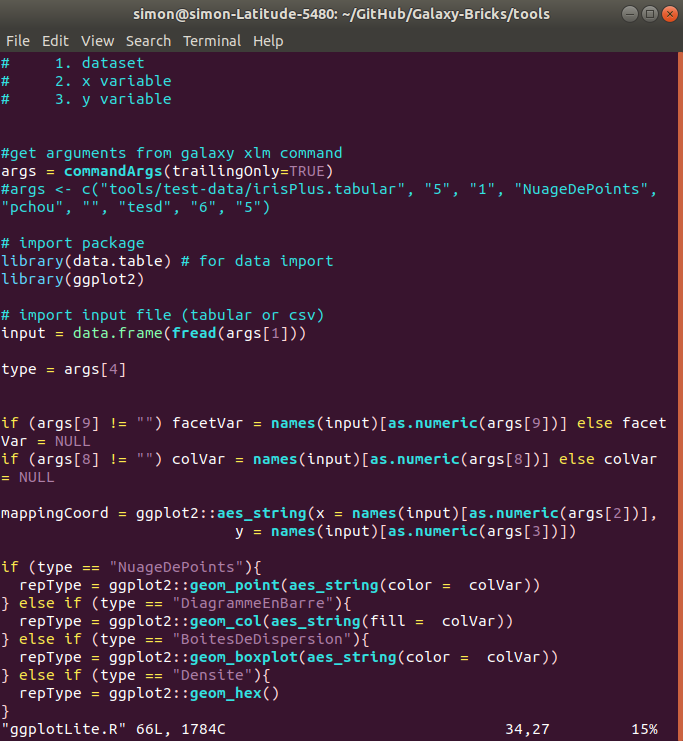 simon@simon-Latitude-5480: ~/GitHub/Galaxy-Bricks/tools
File Edit View Search Terminal Help
#     1. dataset
#     2. x variable
#     3. y variable
#get arguments from galaxy xlm command
args = commandArgs(trailingOnly=TRUE)
#args <- c("tools/test-data/irisPlus.tabular", "5", "1", "NuageDePoints",
"pchou", "", "tesd", "6", "5")
# import package
library(data.table) # for data import
library(ggplot2)
# import input file (tabular or csv)
input = data.frame(fread(args[1]))
type = args[4]
if (args[9] != "") facetVar = names(input)[as.numeric(args[9])] else facet
Var = NULL
if (args[8] != "") colVar = names(input)[as.numeric(args[8])] else colVar
= NULL
mappingCoord = ggplot2::aes_string(x = names(input)[as.numeric(args[2])],
                          y = names(input)[as.numeric(args[3])])
if (type == "NuageDePoints"){
  repType = ggplot2::geom_point(aes_string(color =  colVar))
} else if (type == "DiagrammeEnBarre"){
  repType = ggplot2::geom_col(aes_string(fill =  colVar))
} else if (type == "BoitesDeDispersion"){
  repType = ggplot2::geom_boxplot(aes_string(color =  colVar))
} else if (type == "Densite"){
  repType = ggplot2::geom_hex()
}
"ggplotLite.R" 66L, 1784C                               34,27         15%